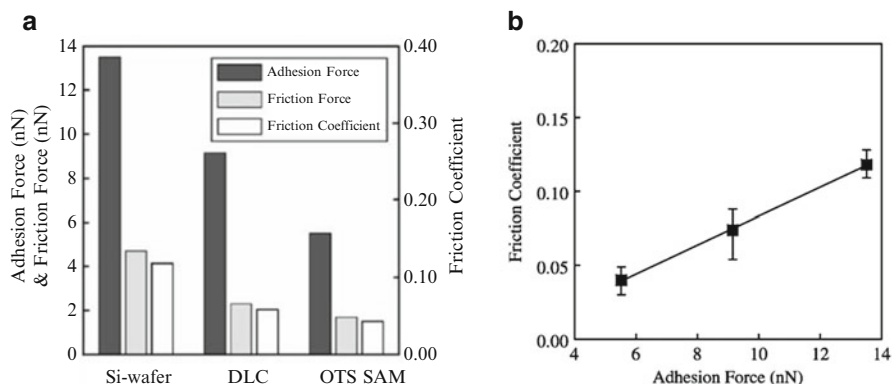 a
14
12
10
8
6
4
2
0
Adhesion Force (nN)
& Friction Force (nN)
Adhesion Force
Friction Force
Friction Coefficient
0.40
0.30
0.20
0.10
0.00
Friction Coefficient
Si-wafer DLC OTS SAM
b
0.20
0.15
0.10
0.05
0.00
Friction Coefficient
4 6 8 10 12 14
Adhesion Force (nN)